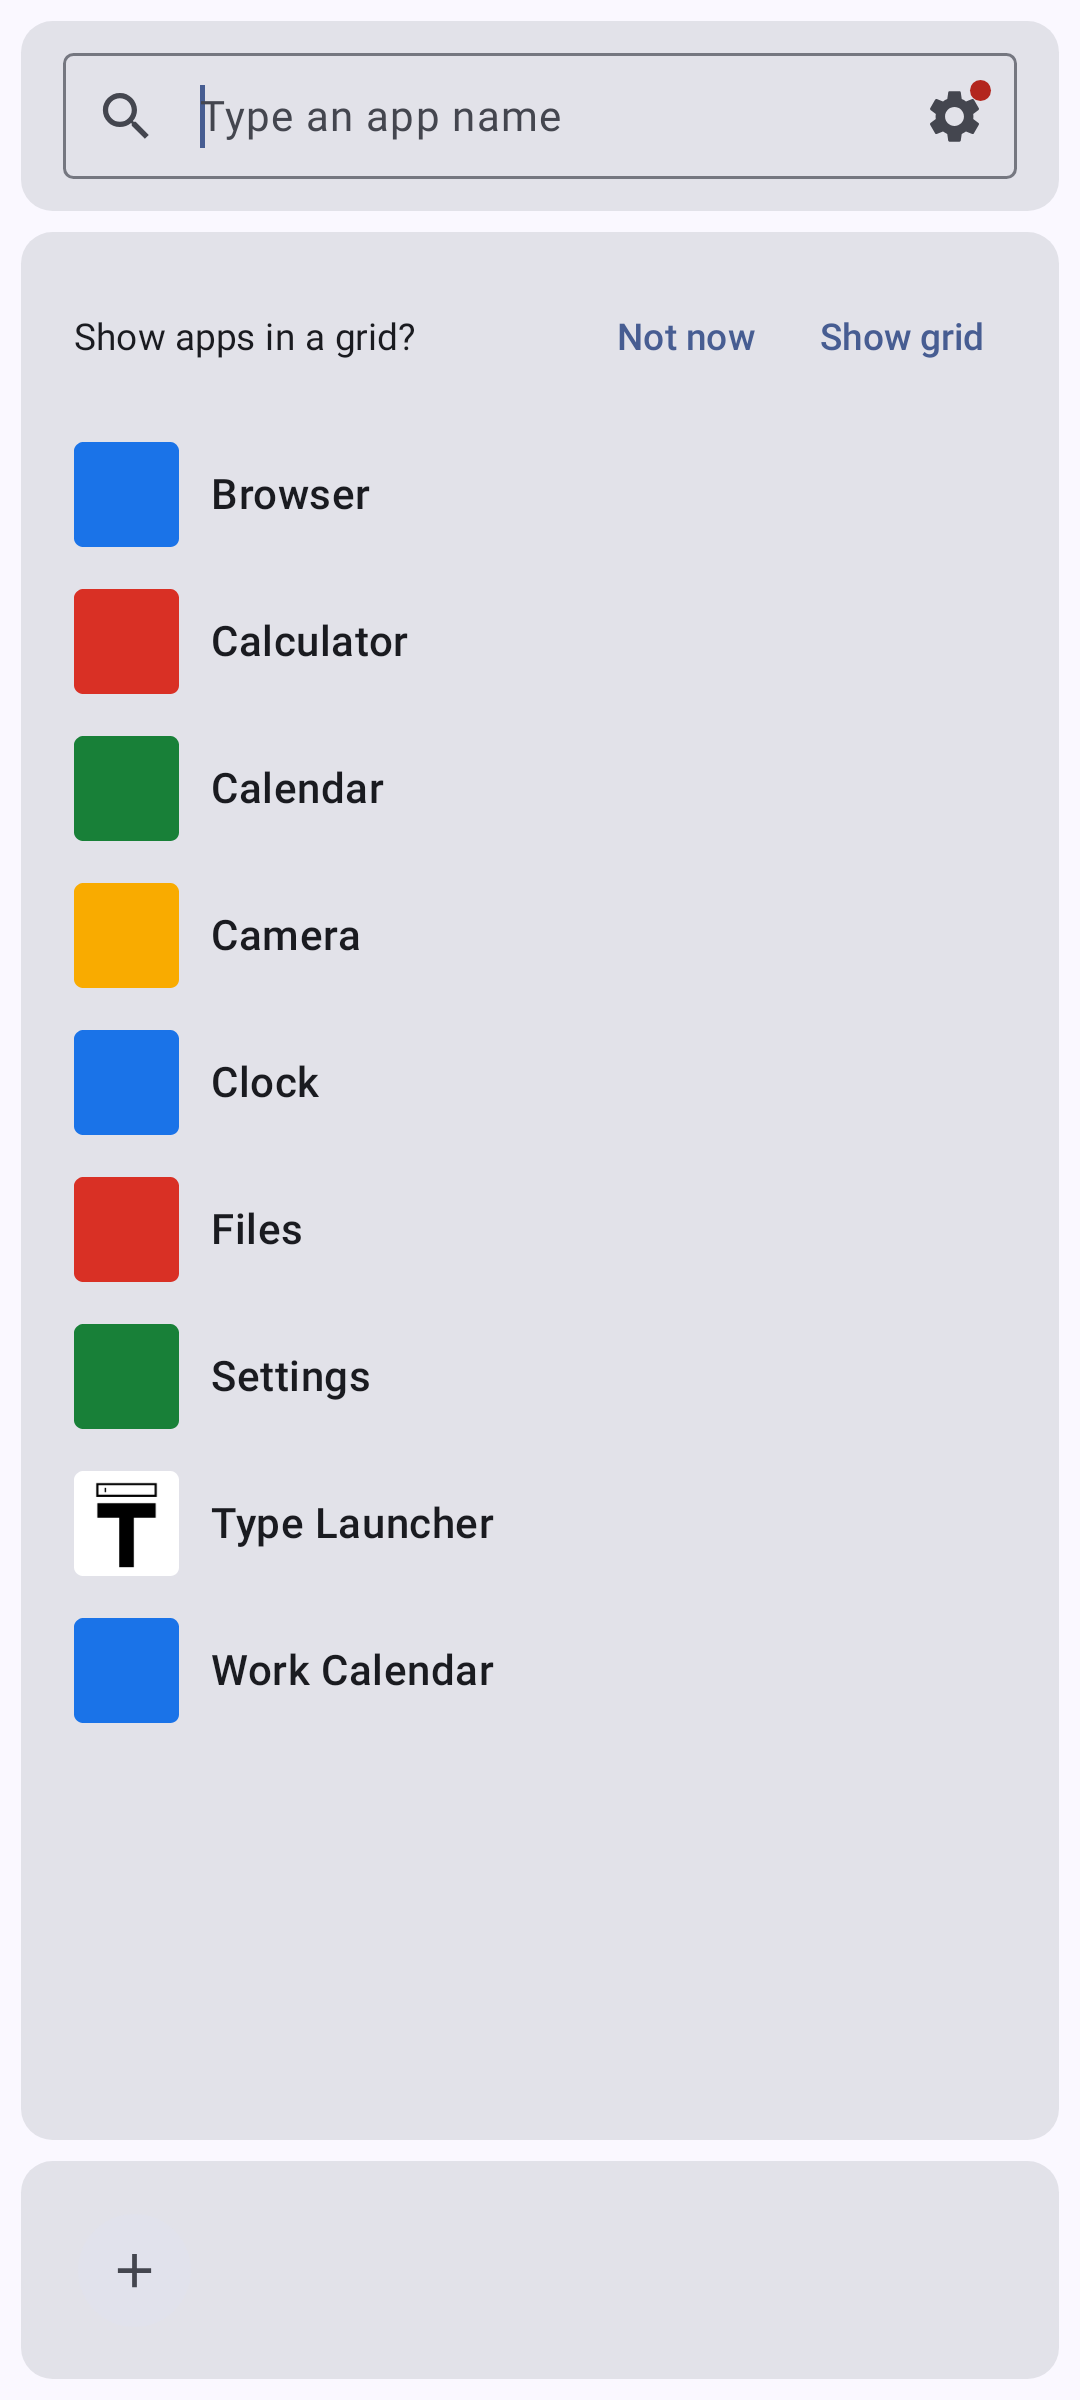 Type an app name
Show apps in a grid? Not now Show grid
Browser
Calculator
Calendar
Camera
Clock
Files
Settings
T
Type Launcher
Work Calendar